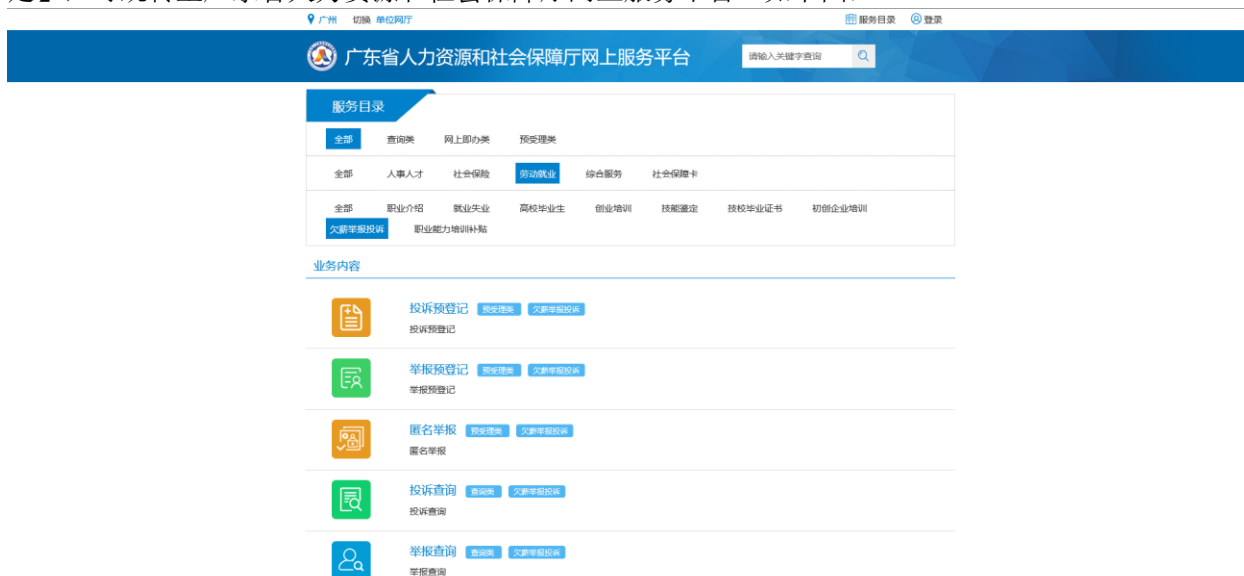 广州 切换 单位网厅 服务目录 登录
广东省人力资源和社会保障厅网上服务平台 请输入关键字查询
服务目录
全部 查询类 网上即办类 预受理类
全部 人事人才 社会保险 劳动就业 综合服务 社会保障卡
全部 职业介绍 就业失业 高校毕业生 创业培训 技能鉴定 技校毕业证书 初创企业培训
欠薪举报投诉 职业能力培训补贴
业务内容
投诉预登记 预受理类 欠薪举报投诉
投诉预登记
举报预登记 预受理类 欠薪举报投诉
举报预登记
匿名举报 预受理类 欠薪举报投诉
匿名举报
投诉查询 查询类 欠薪举报投诉
投诉查询
举报查询 查询类 欠薪举报投诉
举报查询